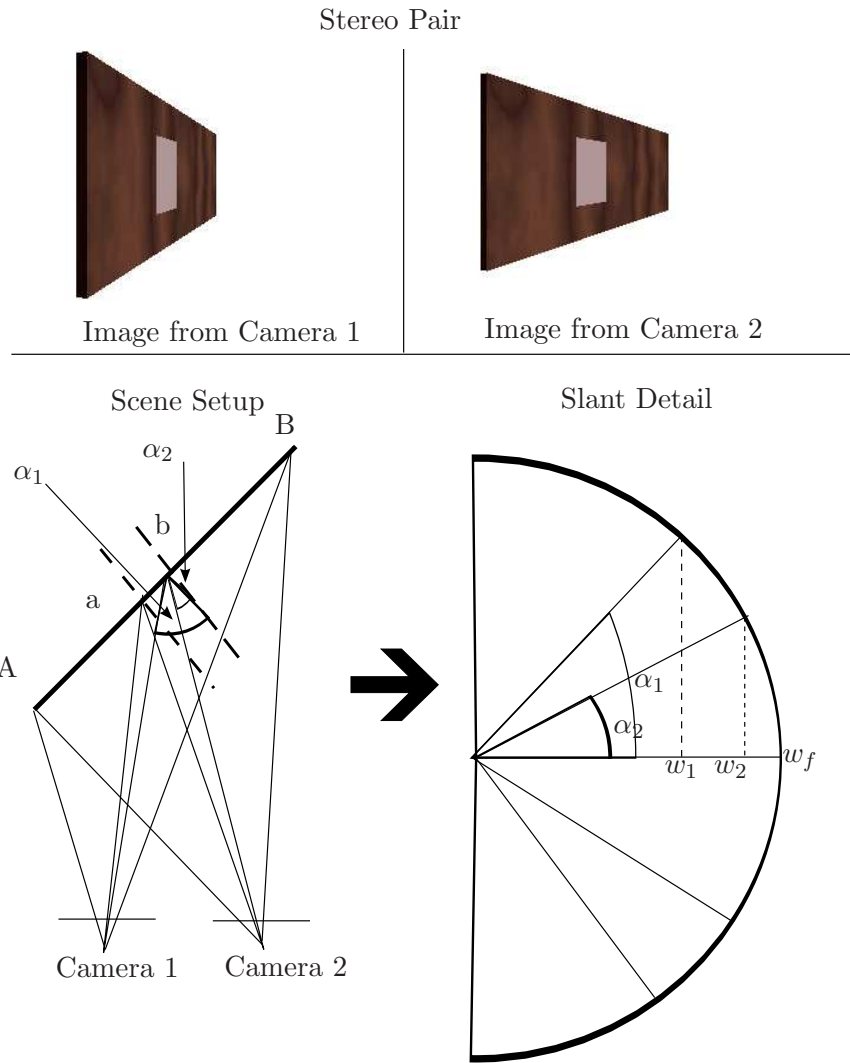 Stereo Pair
Image from Camera 1
Image from Camera 2
Scene Setup
Slant Detail
B
α₂
α₁
b
a
A
α₁
α₂
w₁
w₂
w_f
Camera 1
Camera 2